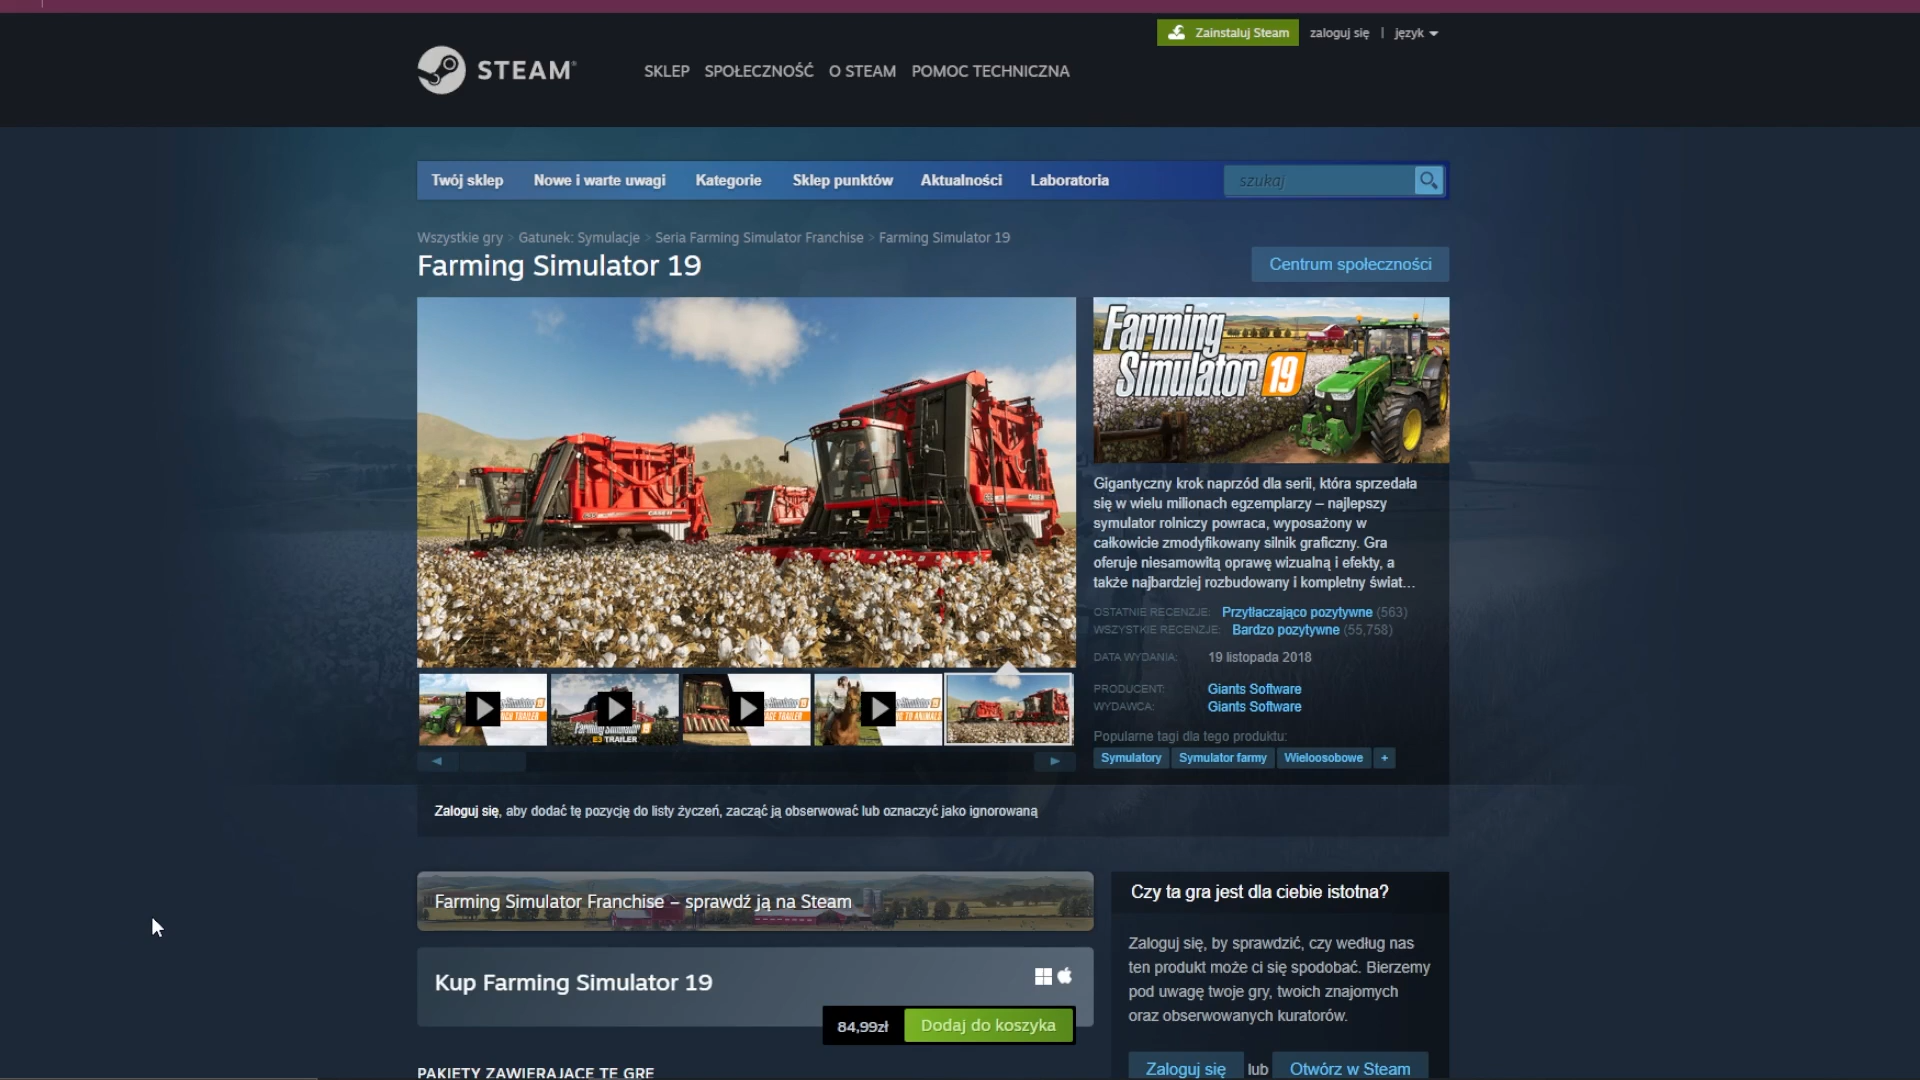 Zainstaluj Steam
zaloguj się | język
STEAM®
SKLEP SPOŁECZNOŚĆ O STEAM POMOC TECHNICZNA
Twój sklep Nowe i warte uwagi Kategorie Sklep punktów Aktualności Laboratoria
szukaj
Wszystkie gry > Gatunek: Symulacje > Seria Farming Simulator Franchise > Farming Simulator 19
Farming Simulator 19
Centrum społeczności
Farming
Simulator 19
Gigantyczny krok naprzód dla serii, która sprzedała
się w wielu milionach egzemplarzy – najlepszy
symulator rolniczy powraca, wyposażony w
całkowicie zmodyfikowany silnik graficzny. Gra
oferuje niesamowitą oprawę wizualną i efekty, a
także najbardziej rozbudowany i kompletny świat...
OSTATNIE RECENZJE: Przytłaczająco pozytywne (563)
WSZYSTKIE RECENZJE: Bardzo pozytywne (55,758)
DATA WYDANIA: 19 listopada 2018
PRODUCENT: Giants Software
WYDAWCA: Giants Software
Popularne tagi dla tego produktu:
Symulatory Symulator farmy Wieloosobowe +
E3 TRAILER
Zaloguj się, aby dodać tę pozycję do listy życzeń, zacząć ją obserwować lub oznaczyć jako ignorowaną
Farming Simulator Franchise – sprawdź ją na Steam
Kup Farming Simulator 19
84,99zł Dodaj do koszyka
PAKIETY ZAWIERAJĄCE TĘ GRĘ
Czy ta gra jest dla ciebie istotna?
Zaloguj się, by sprawdzić, czy według nas
ten produkt może ci się spodobać. Bierzemy
pod uwagę twoje gry, twoich znajomych
oraz obserwowanych kuratorów.
Zaloguj się lub Otwórz w Steam